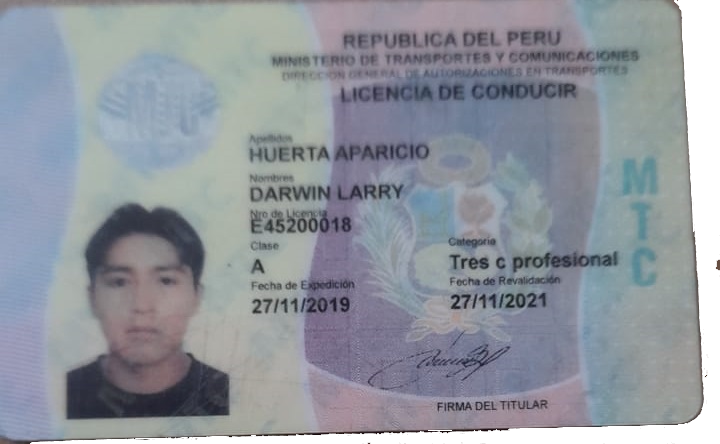 REPUBLICA DEL PERU
MINISTERIO DE TRANSPORTES Y COMUNICACIONES
DIRECCION GENERAL DE AUTORIZACIONES EN TRANSPORTES
LICENCIA DE CONDUCIR
Apellidos
HUERTA APARICIO
Nombres
DARWIN LARRY
Nro de Licencia
E45200018
Clase Categoria
A Tres c profesional
Fecha de Expedición Fecha de Revalidación
27/11/2019 27/11/2021
FIRMA DEL TITULAR
MTC